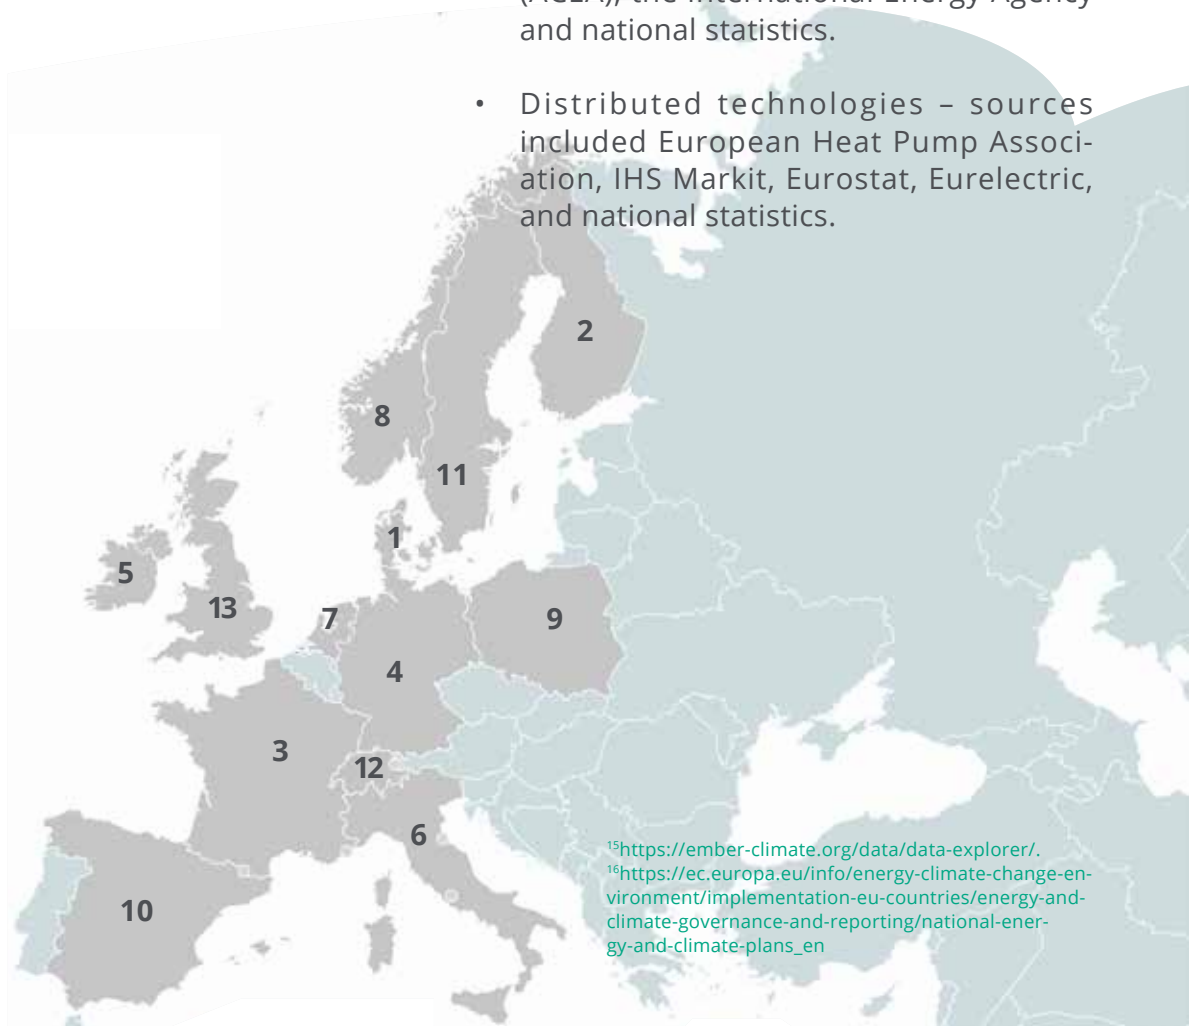 and national statistics.
• Distributed technologies – sources
included European Heat Pump Associ-
ation, IHS Markit, Eurostat, Eurelectric,
and national statistics.
2
8
11
1
5
13
7
9
4
3
12
6
10
¹⁵https://ember-climate.org/data/data-explorer/.
¹⁶https://ec.europa.eu/info/energy-climate-change-en-
vironment/implementation-eu-countries/energy-and-
climate-governance-and-reporting/national-ener-
gy-and-climate-plans_en